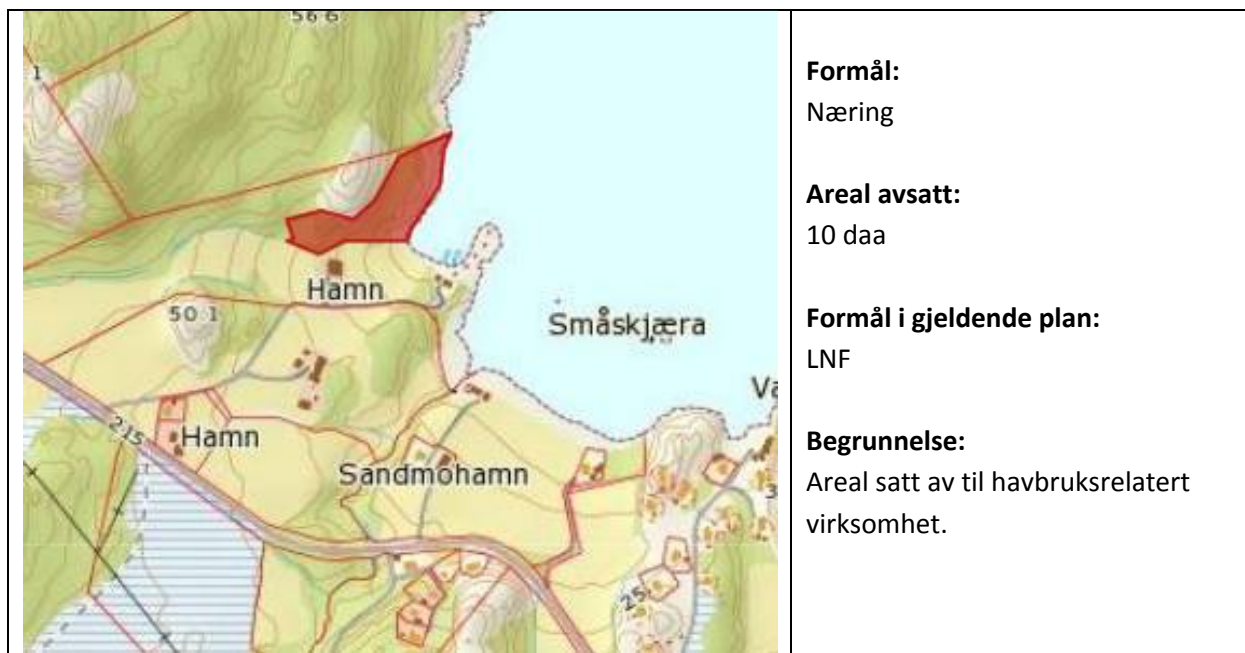 56 6
1
Hamn
50 1
Småskjæra
Va
Hamn
215
Sandmohamn
3
25
Formål:
Næring
Areal avsatt:
10 daa
Formål i gjeldende plan:
LNF
Begrunnelse:
Areal satt av til havbruksrelatert
virksomhet.